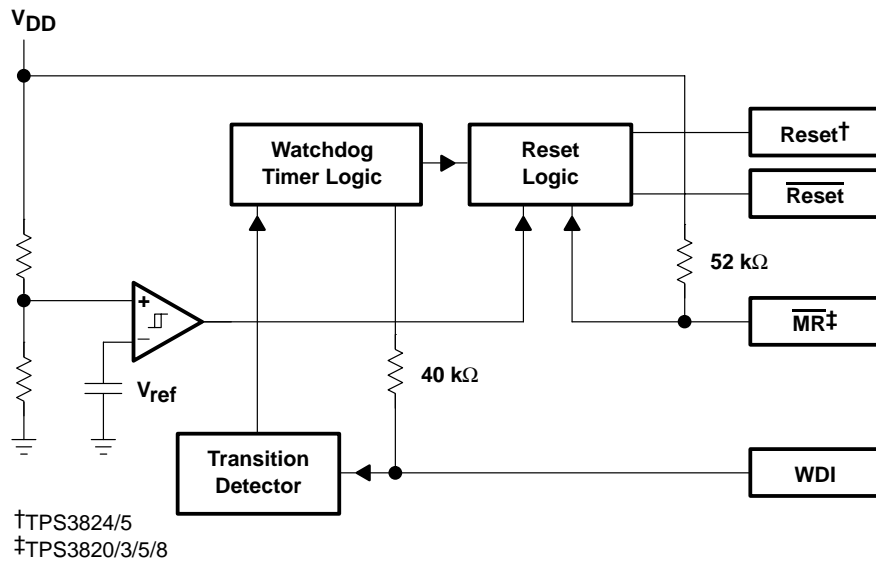 VDD
Reset†
Watchdog
Timer Logic
Reset
Logic
Reset
52 kΩ
+
MR‡
–
Vref
40 kΩ
Transition
Detector
WDI
†TPS3824/5
‡TPS3820/3/5/8